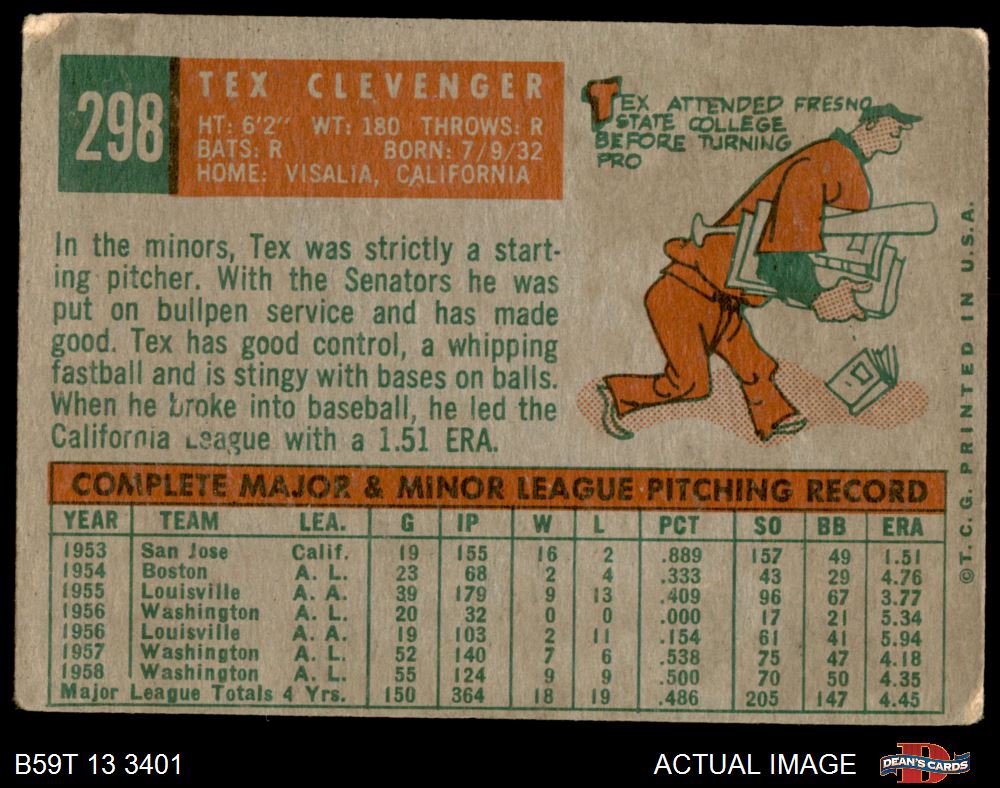 298
TEX CLEVENGER
HT: 6'2" WT: 180 THROWS: R
BATS: R BORN: 7/9/32
HOME: VISALIA, CALIFORNIA
TEX ATTENDED FRESNO
STATE COLLEGE
BEFORE TURNING
PRO
In the minors, Tex was strictly a start-
ing pitcher. With the Senators he was
put on bullpen service and has made
good. Tex has good control, a whipping
fastball and is stingy with bases on balls.
When he broke into baseball, he led the
California League with a 1.51 ERA.
COMPLETE MAJOR & MINOR LEAGUE PITCHING RECORD
YEAR TEAM LEA. G IP W L PCT SO BB ERA
1953 San Jose Calif. 19 155 16 2 .889 157 49 1.51
1954 Boston A. L. 23 68 2 4 .333 43 29 4.76
1955 Louisville A. A. 39 179 9 13 .409 96 67 3.77
1956 Washington A. L. 20 32 0 0 .000 17 21 5.34
1956 Louisville A. A. 19 103 2 11 .154 61 41 5.94
1957 Washington A. L. 52 140 7 6 .538 75 47 4.18
1958 Washington A. L. 55 124 9 9 .500 70 50 4.35
Major League Totals 4 Yrs. 150 364 18 19 .486 205 147 4.45
©T. C. G. PRINTED IN U.S.A.
B59T 13 3401
ACTUAL IMAGE
DEAN'S CARDS